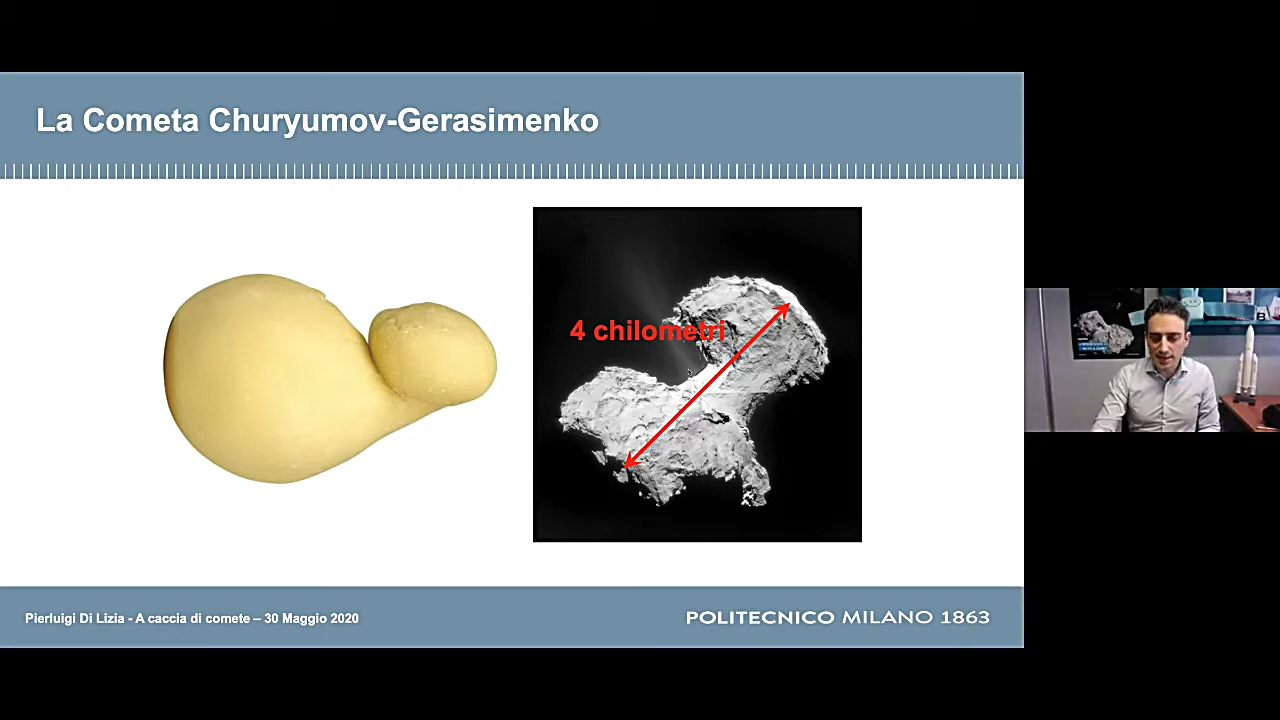 La Cometa Churyumov-Gerasimenko
4 chilometri
Pierluigi Di Lizia - A caccia di comete – 30 Maggio 2020
POLITECNICO MILANO 1863